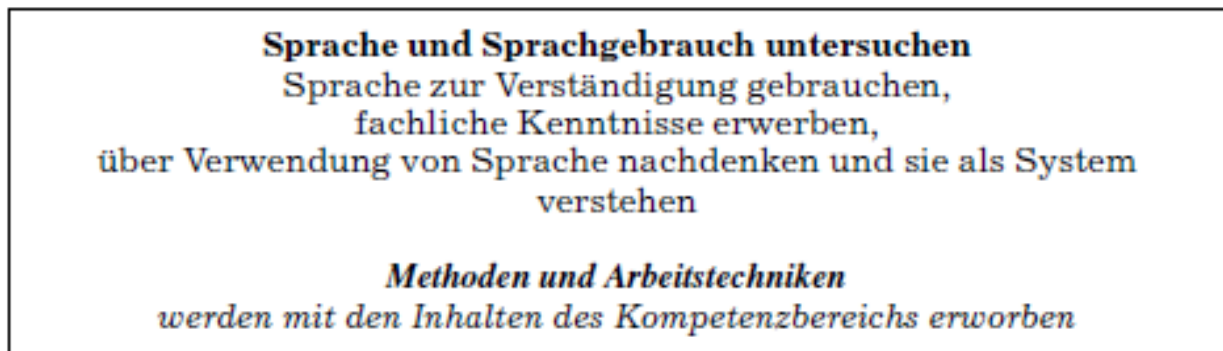 Sprache und Sprachgebrauch untersuchen
Sprache zur Verständigung gebrauchen,
fachliche Kenntnisse erwerben,
über Verwendung von Sprache nachdenken und sie als System
verstehen
Methoden und Arbeitstechniken
werden mit den Inhalten des Kompetenzbereichs erworben